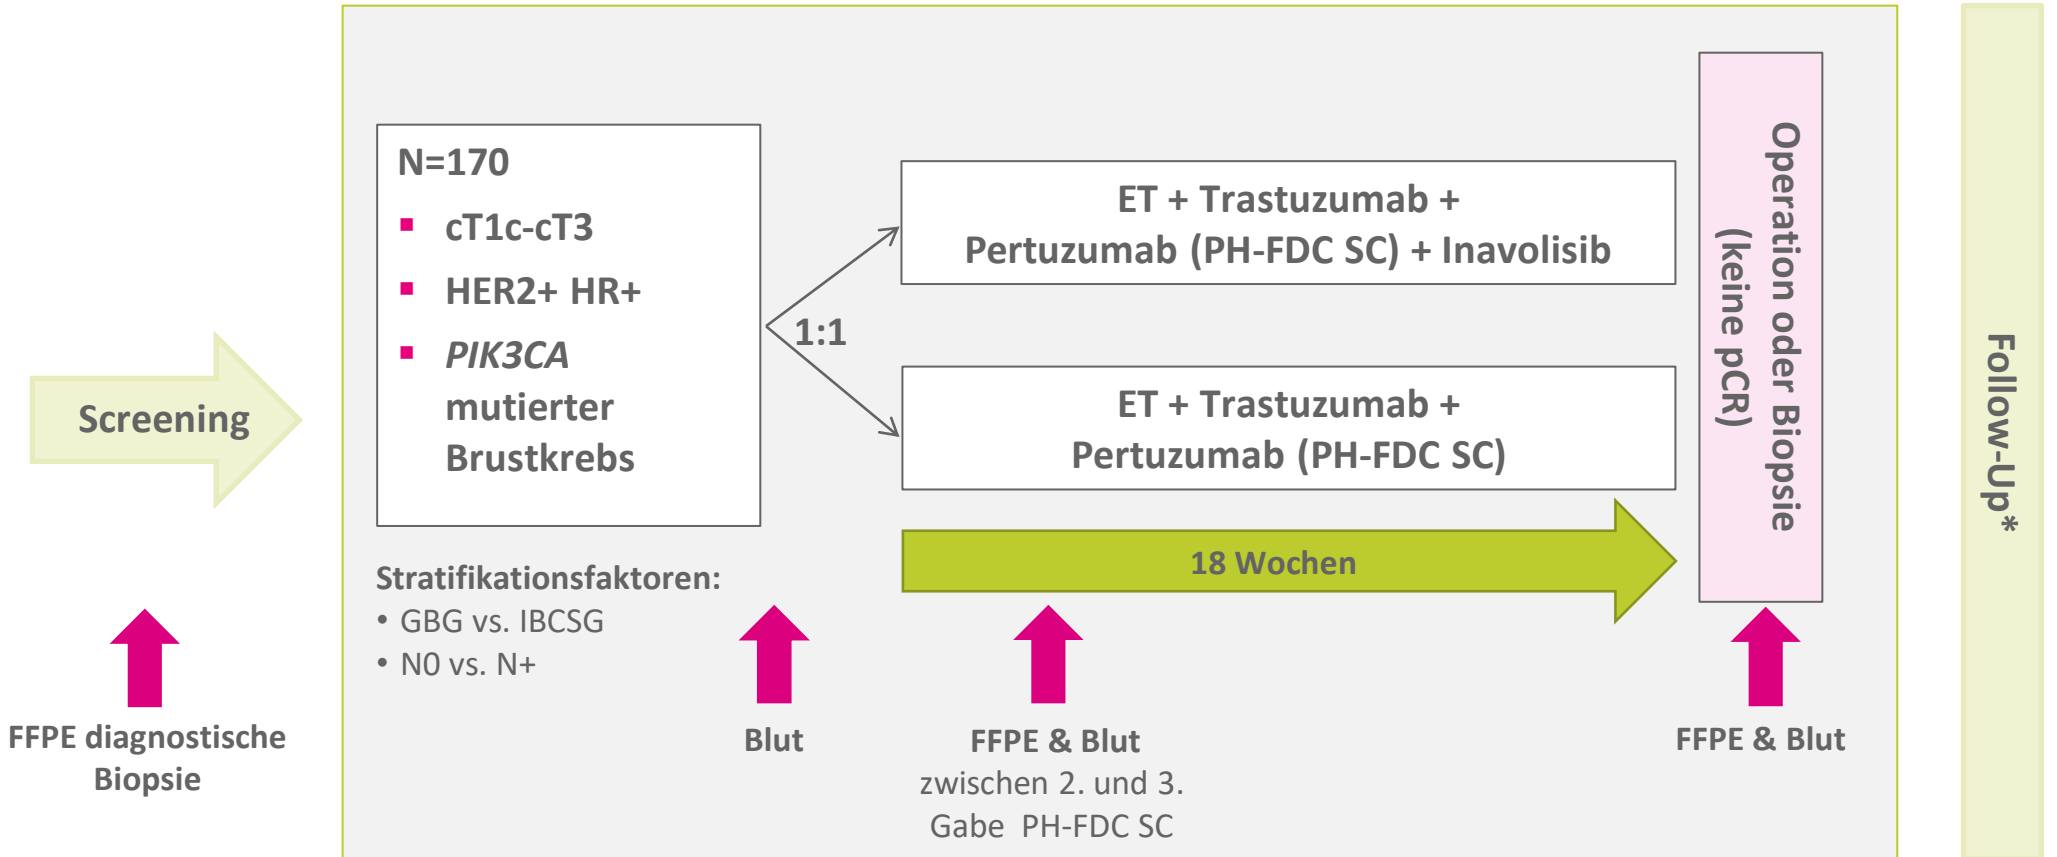 Screening
FFPE diagnostische
Biopsie
N=170
▪ cT1c-cT3
▪ HER2+ HR+
▪ PIK3CA
mutierter
Brustkrebs
Stratifikationsfaktoren:
• GBG vs. IBCSG
• N0 vs. N+
1:1
ET + Trastuzumab +
Pertuzumab (PH-FDC SC) + Inavolisib
ET + Trastuzumab +
Pertuzumab (PH-FDC SC)
18 Wochen
Blut
FFPE & Blut
zwischen 2. und 3.
Gabe PH-FDC SC
Operation oder Biopsie
(keine pCR)
FFPE & Blut
Follow-Up*